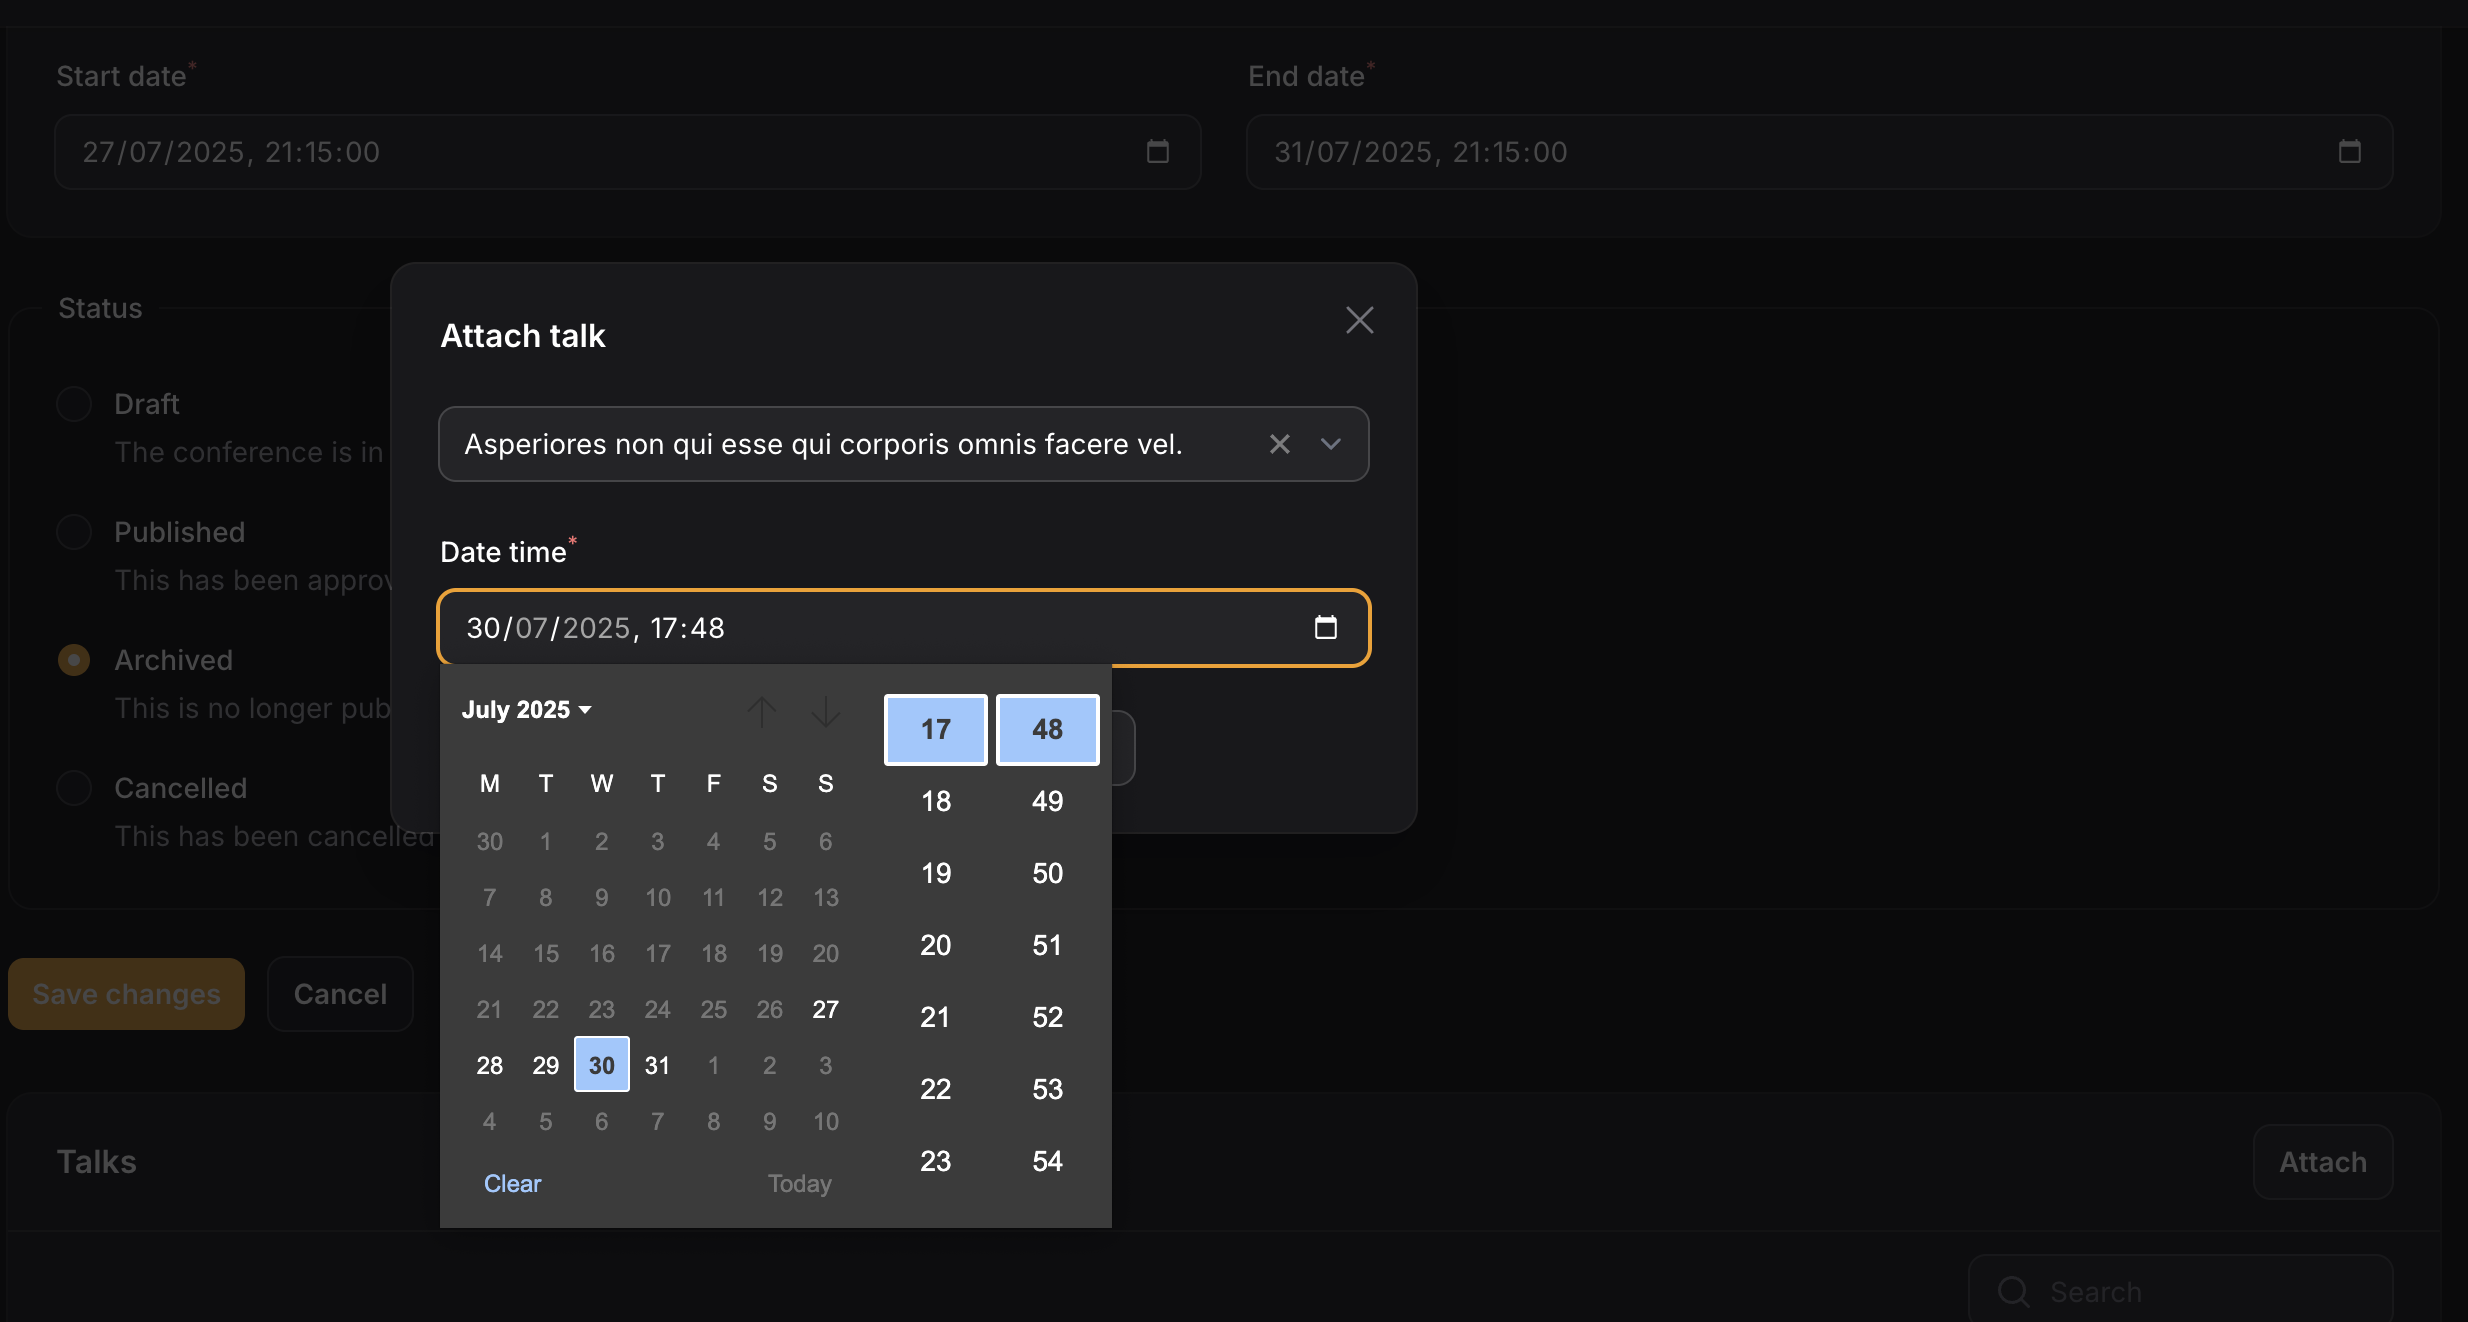 Start date*
End date*
27/07/2025, 21:15:00
31/07/2025, 21:15:00
Status
Draft
The conference is in
Published
This has been approv
Archived
This is no longer pub
Cancelled
This has been cancelled
Save changes
Cancel
Attach talk
Asperiores non qui esse qui corporis omnis facere vel.
Date time*
30/07/2025, 17:48
July 2025
M T W T F S S
30 1 2 3 4 5 6
7 8 9 10 11 12 13
14 15 16 17 18 19 20
21 22 23 24 25 26 27
28 29 30 31 1 2 3
4 5 6 7 8 9 10
Clear
Today
17 48
18 49
19 50
20 51
21 52
22 53
23 54
Talks
Attach
Search